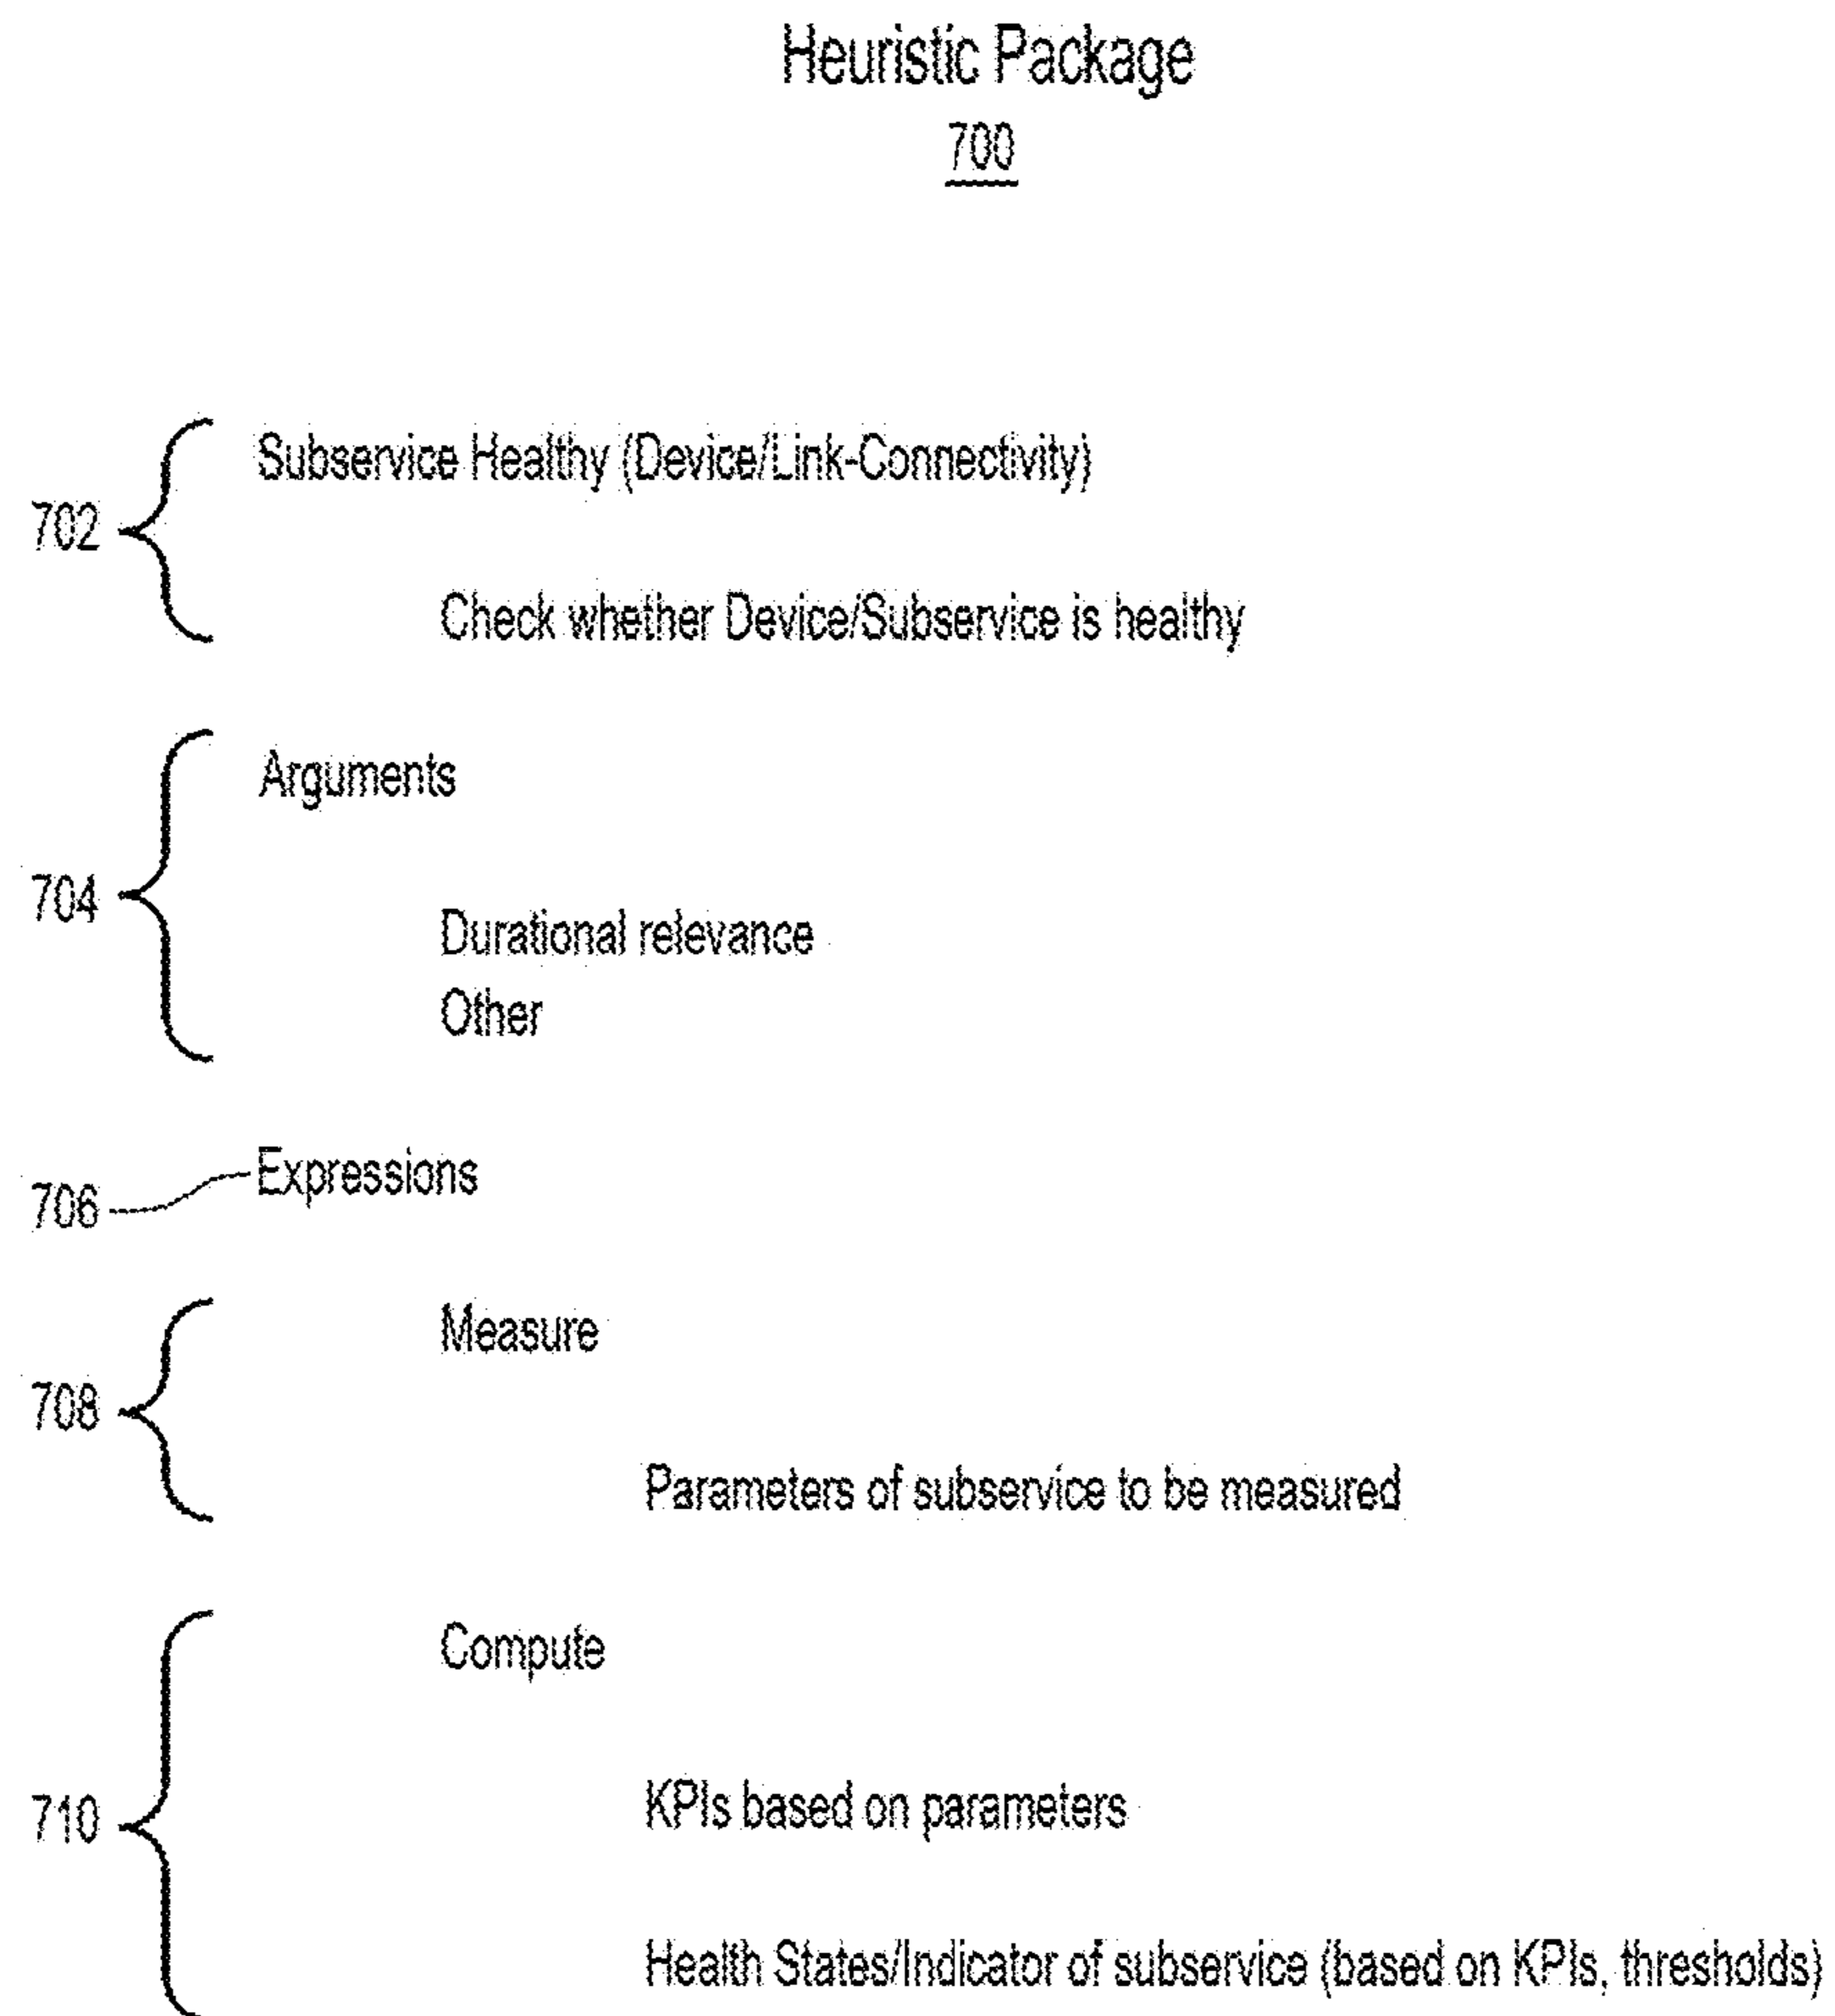 Heuristic Package
700
Subservice Healthy (Device/Link-Connectivity)
702
Check whether Device/Subservice is healthy
Arguments
704
Durational relevance
Other
Expressions
706
Measure
708
Parameters of subservice to be measured
Compute
KPIs based on parameters
710
Health States/Indicator of subservice (based on KPIs, thresholds)